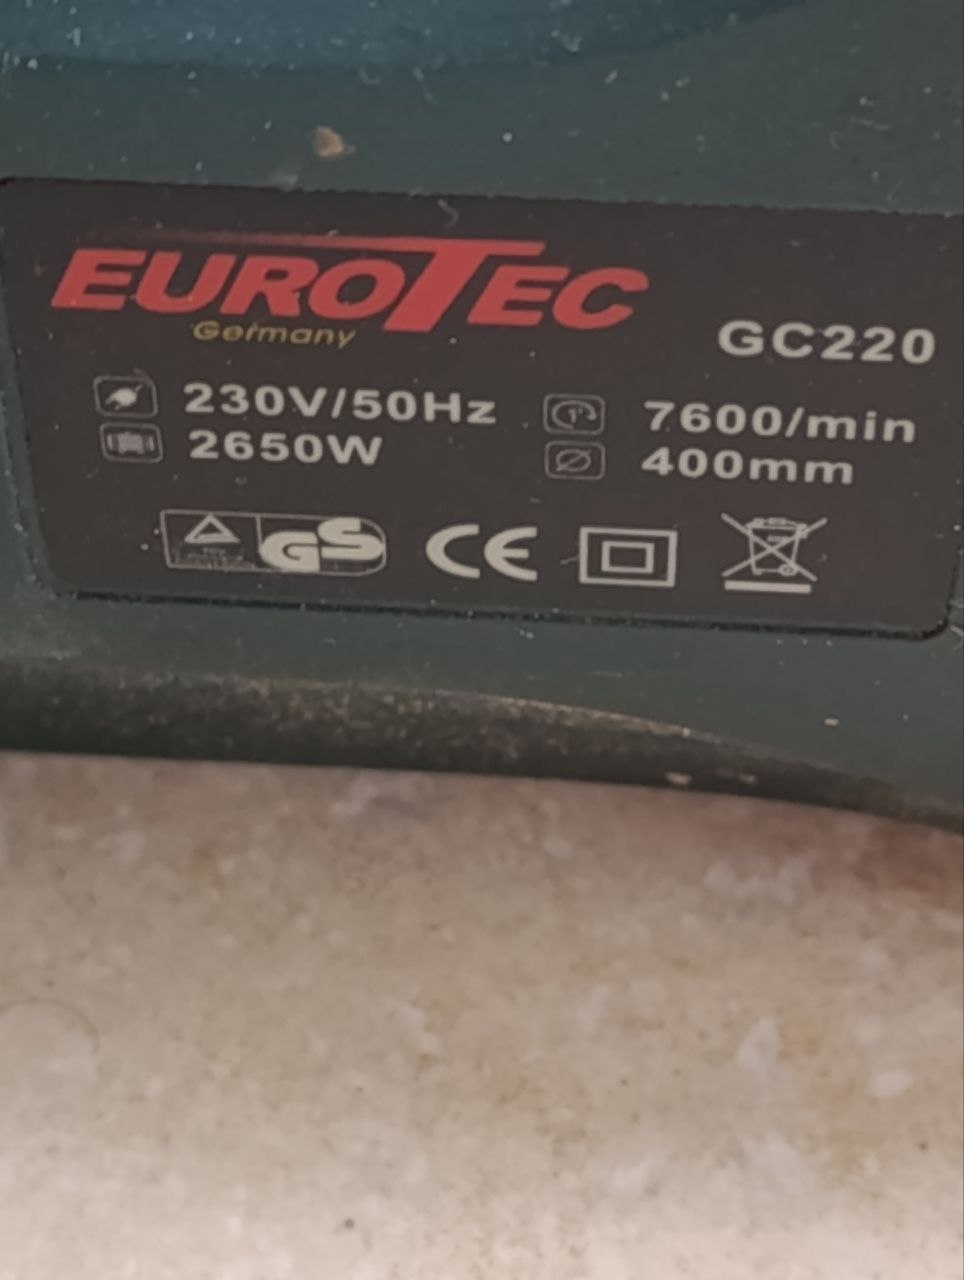 EUROTEC
Germany
GC220
230V/50Hz
7600/min
2650W
400mm
GS
CE